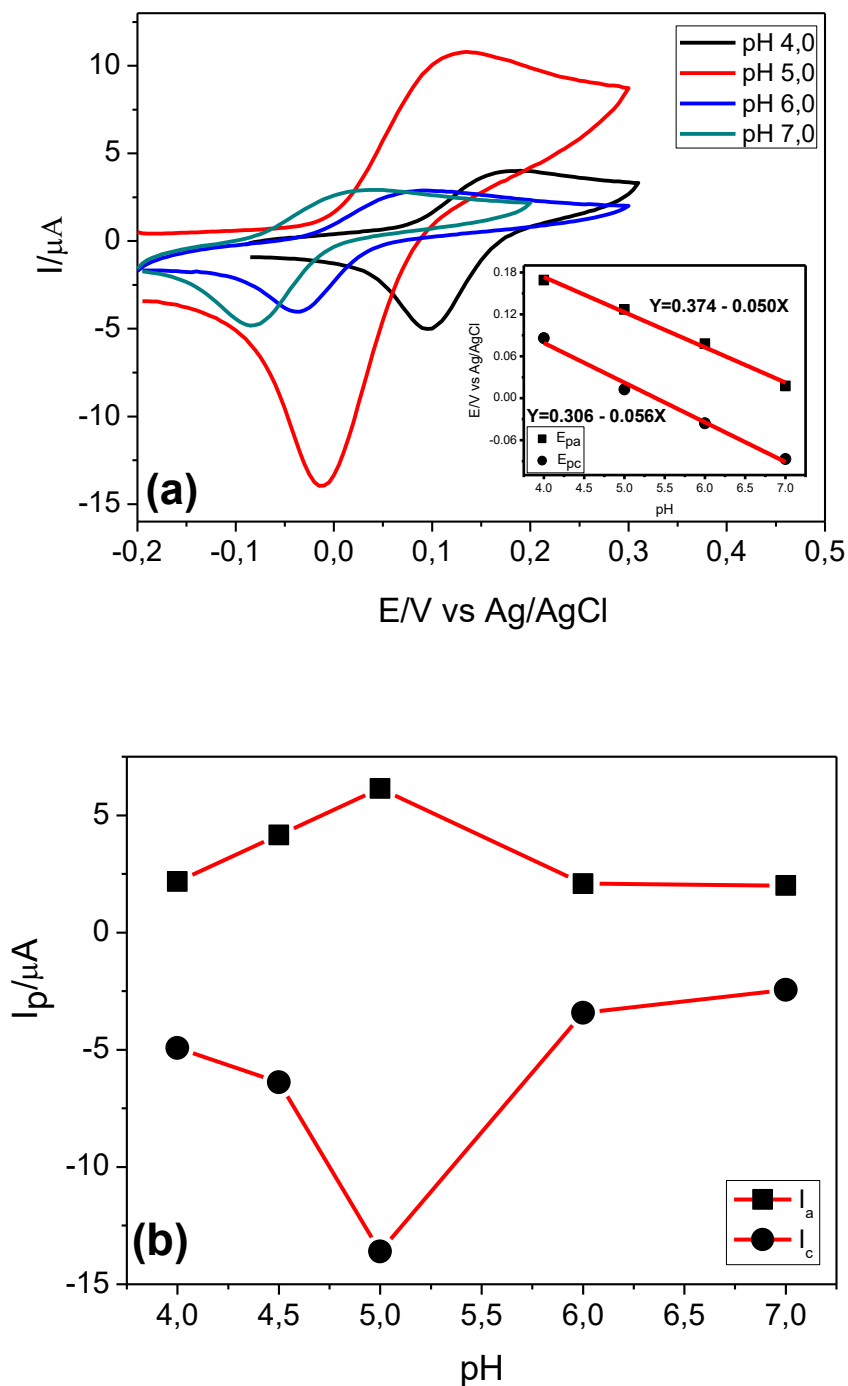 10
5
0
-5
-10
-15
I/μA
pH 4,0
pH 5,0
pH 6,0
pH 7,0
0.18
0.12
0.06
0.00
-0.06
E/V vs Ag/AgCl
Y=0.374 - 0.050X
Y=0.306 - 0.056X
Epa
Epc
4.0 4.5 5.0 5.5 6.0 6.5 7.0
pH
(a)
-0,2 -0,1 0,0 0,1 0,2 0,3 0,4 0,5
E/V vs Ag/AgCl
5
0
-5
-10
-15
Ip/μA
(b)
Ia
Ic
4,0 4,5 5,0 5,5 6,0 6,5 7,0
pH